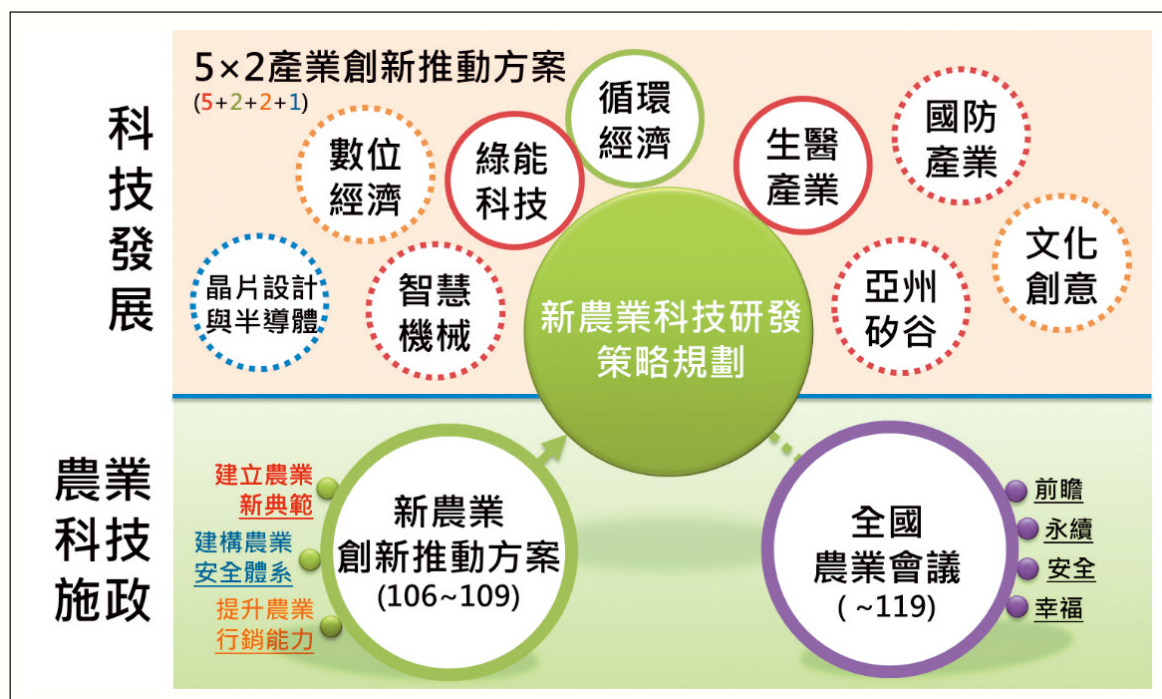 科技發展
5×2產業創新推動方案
(5+2+2+1)
數位
經濟
綠能
科技
循環
經濟
生醫
產業
國防
產業
晶片設計
與半導體
智慧
機械
新農業科技研發
策略規劃
亞州
矽谷
文化
創意
農業
科技
施政
建立農業
新典範
建構農業
安全體系
提升農業
行銷能力
新農業
創新推動方案
(106~109)
全國
農業會議
( ~119)
前瞻
永續
安全
幸福